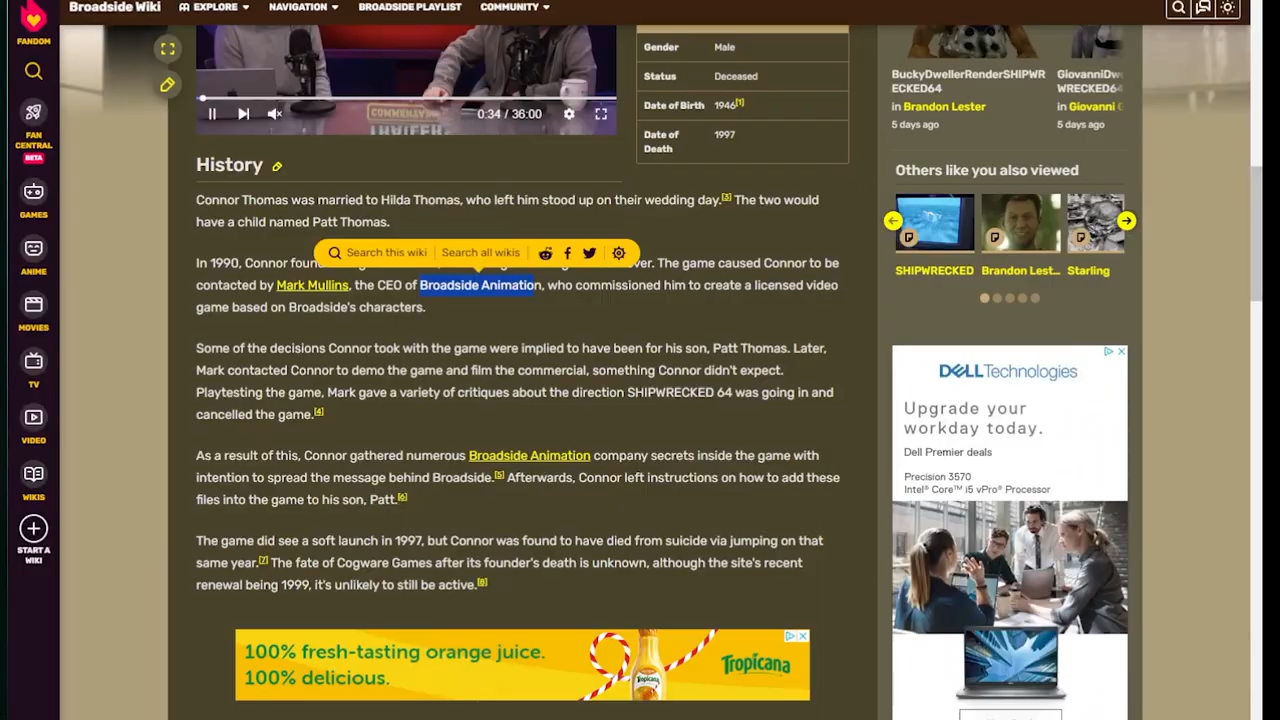 Broadside Wiki
EXPLORE
NAVIGATION
BROADSIDE PLAYLIST
COMMUNITY
FANDOM
FAN
CENTRAL
BETA
GAMES
ANIME
MOVIES
TV
VIDEO
WIKIS
START A
WIKI
0:34 / 36:00
Gender Male
Status Deceased
Date of Birth 1946[1]
Date of
Death
1997
History
Connor Thomas was married to Hilda Thomas, who left him stood up on their wedding day.[3] The two would
have a child named Patt Thomas.
Search this wiki
Search all wikis
In 1990, Connor foun
ver. The game caused Connor to be
contacted by Mark Mullins, the CEO of Broadside Animation, who commissioned him to create a licensed video
game based on Broadside's characters.
Some of the decisions Connor took with the game were implied to have been for his son, Patt Thomas. Later,
Mark contacted Connor to demo the game and film the commercial, something Connor didn't expect.
Playtesting the game, Mark gave a variety of critiques about the direction SHIPWRECKED 64 was going in and
cancelled the game.[4]
As a result of this, Connor gathered numerous Broadside Animation company secrets inside the game with
intention to spread the message behind Broadside.[5] Afterwards, Connor left instructions on how to add these
files into the game to his son, Patt.[6]
The game did see a soft launch in 1997, but Connor was found to have died from suicide via jumping on that
same year.[7] The fate of Cogware Games after its founder's death is unknown, although the site's recent
renewal being 1999, it's unlikely to still be active.[8]
100% fresh-tasting orange juice.
100% delicious.
Tropicana
Tropicana
BuckyDwellerRenderSHIPWR
ECKED64
in Brandon Lester
5 days ago
GiovanniDw
WRECKED64
in Giovanni
5 days ago
Others like you also viewed
SHIPWRECKED
Brandon Lest...
Starling
DELLTechnologies
Upgrade your
workday today.
Dell Premier deals
Precision 3570
Intel® Core™ i5 vPro® Processor